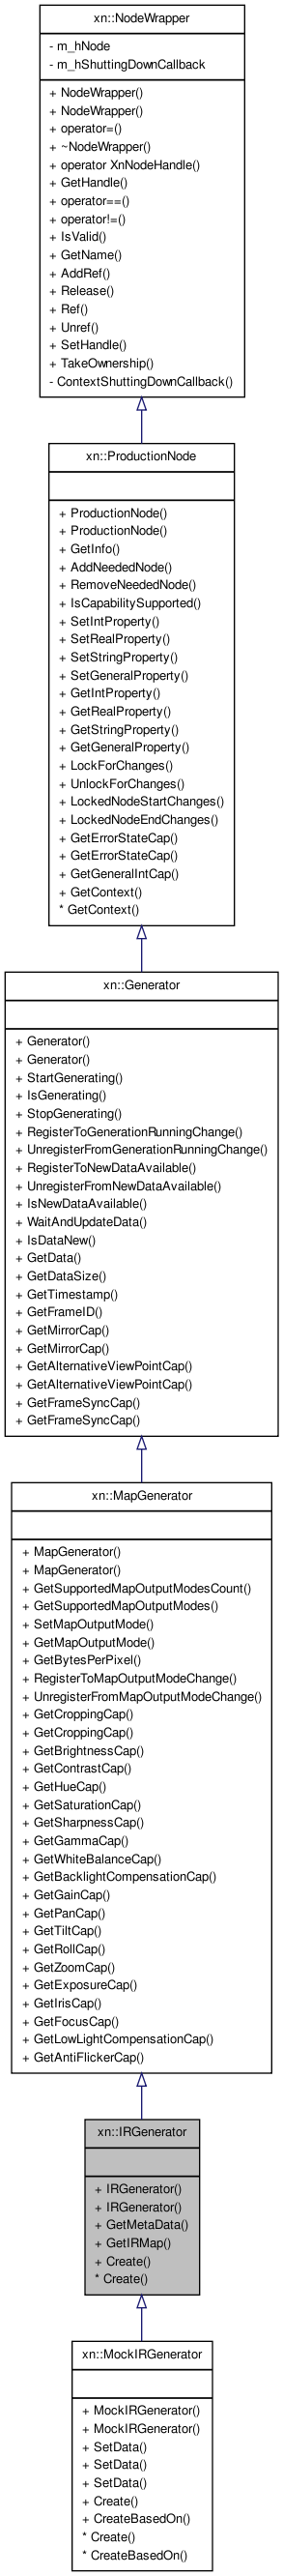 xn::NodeWrapper
- m_hNode
- m_hShuttingDownCallback
+ NodeWrapper()
+ NodeWrapper()
+ operator=()
+ ~NodeWrapper()
+ operator XnNodeHandle()
+ GetHandle()
+ operator==()
+ operator!=()
+ IsValid()
+ GetName()
+ AddRef()
+ Release()
+ Ref()
+ Unref()
+ SetHandle()
+ TakeOwnership()
- ContextShuttingDownCallback()
xn::ProductionNode
+ ProductionNode()
+ ProductionNode()
+ GetInfo()
+ AddNeededNode()
+ RemoveNeededNode()
+ IsCapabilitySupported()
+ SetIntProperty()
+ SetRealProperty()
+ SetStringProperty()
+ SetGeneralProperty()
+ GetIntProperty()
+ GetRealProperty()
+ GetStringProperty()
+ GetGeneralProperty()
+ LockForChanges()
+ UnlockForChanges()
+ LockedNodeStartChanges()
+ LockedNodeEndChanges()
+ GetErrorStateCap()
+ GetErrorStateCap()
+ GetGeneralIntCap()
+ GetContext()
* GetContext()
xn::Generator
+ Generator()
+ Generator()
+ StartGenerating()
+ IsGenerating()
+ StopGenerating()
+ RegisterToGenerationRunningChange()
+ UnregisterFromGenerationRunningChange()
+ RegisterToNewDataAvailable()
+ UnregisterFromNewDataAvailable()
+ IsNewDataAvailable()
+ WaitAndUpdateData()
+ IsDataNew()
+ GetData()
+ GetDataSize()
+ GetTimestamp()
+ GetFrameID()
+ GetMirrorCap()
+ GetMirrorCap()
+ GetAlternativeViewPointCap()
+ GetAlternativeViewPointCap()
+ GetFrameSyncCap()
+ GetFrameSyncCap()
xn::MapGenerator
+ MapGenerator()
+ MapGenerator()
+ GetSupportedMapOutputModesCount()
+ GetSupportedMapOutputModes()
+ SetMapOutputMode()
+ GetMapOutputMode()
+ GetBytesPerPixel()
+ RegisterToMapOutputModeChange()
+ UnregisterFromMapOutputModeChange()
+ GetCroppingCap()
+ GetCroppingCap()
+ GetBrightnessCap()
+ GetContrastCap()
+ GetHueCap()
+ GetSaturationCap()
+ GetSharpnessCap()
+ GetGammaCap()
+ GetWhiteBalanceCap()
+ GetBacklightCompensationCap()
+ GetGainCap()
+ GetPanCap()
+ GetTiltCap()
+ GetRollCap()
+ GetZoomCap()
+ GetExposureCap()
+ GetIrisCap()
+ GetFocusCap()
+ GetLowLightCompensationCap()
+ GetAntiFlickerCap()
xn::IRGenerator
+ IRGenerator()
+ IRGenerator()
+ GetMetaData()
+ GetIRMap()
+ Create()
* Create()
xn::MockIRGenerator
+ MockIRGenerator()
+ MockIRGenerator()
+ SetData()
+ SetData()
+ SetData()
+ Create()
+ CreateBasedOn()
* Create()
* CreateBasedOn()